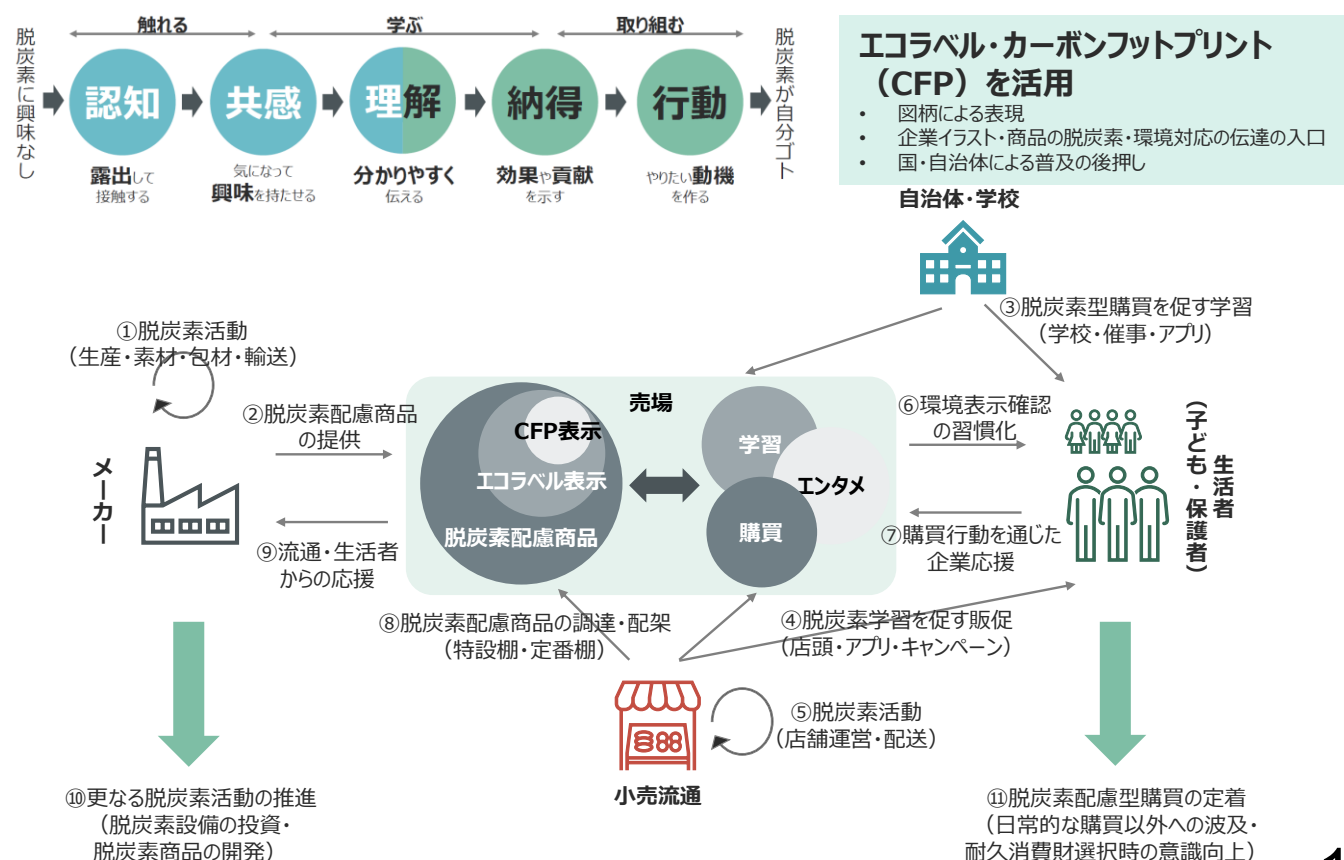 触れる
学ぶ
取り組む
脱炭素に興味なし
認知
共感
理解
納得
行動
脱炭素が自分ゴト
露出して
接触する
気になって
興味を持たせる
分かりやすく
伝える
効果や貢献
を示す
やりたい動機
を作る
エコラベル・カーボンフットプリント
（CFP）を活用
• 図柄による表現
• 企業イラスト・商品の脱炭素・環境対応の伝達の入口
• 国・自治体による普及の後押し
自治体・学校
③脱炭素型購買を促す学習
（学校・催事・アプリ）
①脱炭素活動
（生産・素材・包材・輸送）
②脱炭素配慮商品
の提供
メーカー
⑨流通・生活者
からの応援
売場
CFP表示
エコラベル表示
脱炭素配慮商品
学習
エンタメ
購買
⑥環境表示確認
の習慣化
⑦購買行動を通じた
企業応援
生活者
（子ども・保護者）
⑧脱炭素配慮商品の調達・配架
（特設棚・定番棚）
④脱炭素学習を促す販促
（店頭・アプリ・キャンペーン）
⑤脱炭素活動
（店舗運営・配送）
小売流通
⑩更なる脱炭素活動の推進
（脱炭素設備の投資・
脱炭素商品の開発）
⑪脱炭素配慮型購買の定着
（日常的な購買以外への波及・
耐久消費財選択時の意識向上）